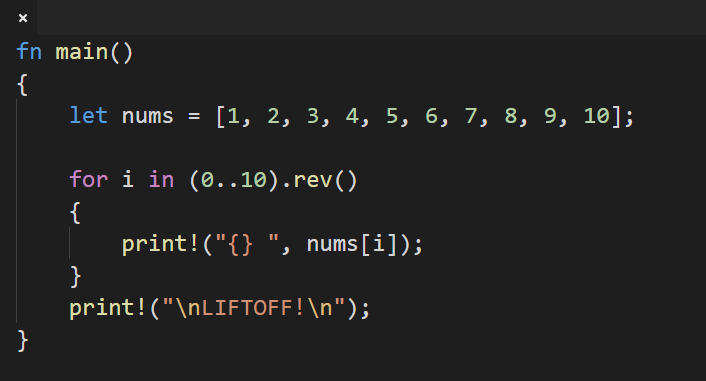 fn main()
{
    let nums = [1, 2, 3, 4, 5, 6, 7, 8, 9, 10];

    for i in (0..10).rev()
    {
        print!("{} ", nums[i]);
    }
    print!("\nLIFTOFF!\n");
}